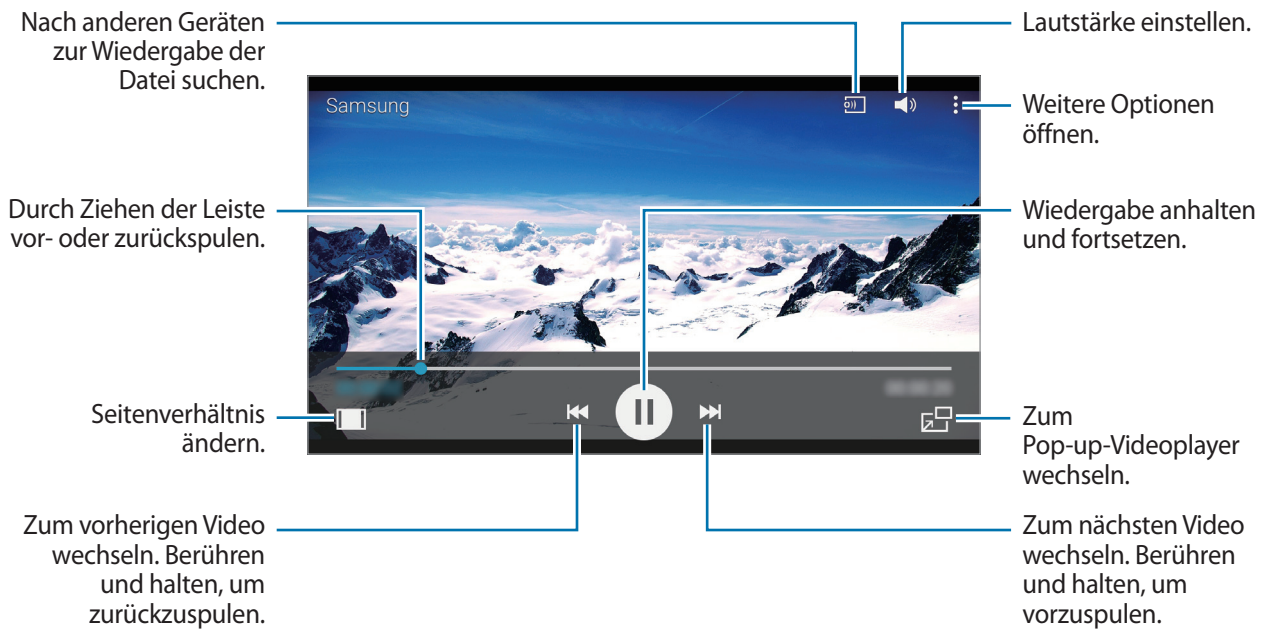 Nach anderen Geräten
zur Wiedergabe der
Datei suchen.
Lautstärke einstellen.
Samsung
Weitere Optionen
öffnen.
Durch Ziehen der Leiste
vor- oder zurückspulen.
Wiedergabe anhalten
und fortsetzen.
Seitenverhältnis
ändern.
Zum
Pop-up-Videoplayer
wechseln.
Zum vorherigen Video
wechseln. Berühren
und halten, um
zurückzuspulen.
Zum nächsten Video
wechseln. Berühren
und halten, um
vorzuspulen.